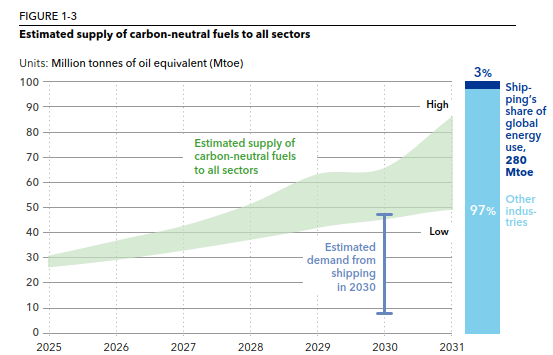 FIGURE 1-3
Estimated supply of carbon-neutral fuels to all sectors
Units: Million tonnes of oil equivalent (Mtoe)
100
90
80
70
60
50
40
30
20
10
0
2025
2026
2027
2028
2029
2030
2031
Estimated supply of
carbon-neutral fuels
to all sectors
High
Low
Estimated
demand from
shipping
in 2030
3%
97%
Ship-
ping's
share of
global
energy
use,
280
Mtoe
Other
indus-
tries